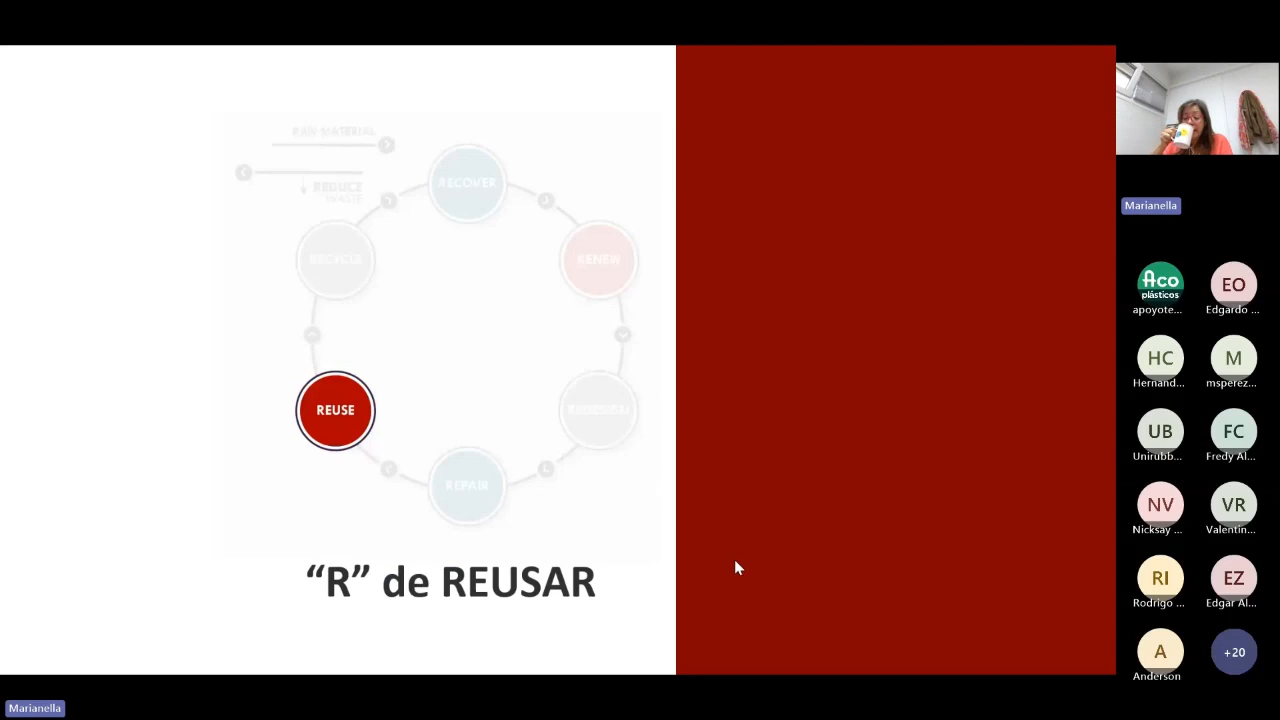 RAW MATERIAL
REDUCE
WASTE
RECOVER
RECYCLE
RENEW
REUSE
REPAIR
“R” de REUSAR
Marianella
Aco
plásticos
apoyote...
EO
Edgardo ...
HC
Hernand...
M
msperez...
UB
Unirubb...
FC
Fredy Al...
NV
Nicksay ...
VR
Valentin...
RI
Rodrigo ...
EZ
Edgar Al...
A
Anderson
+20
Marianella